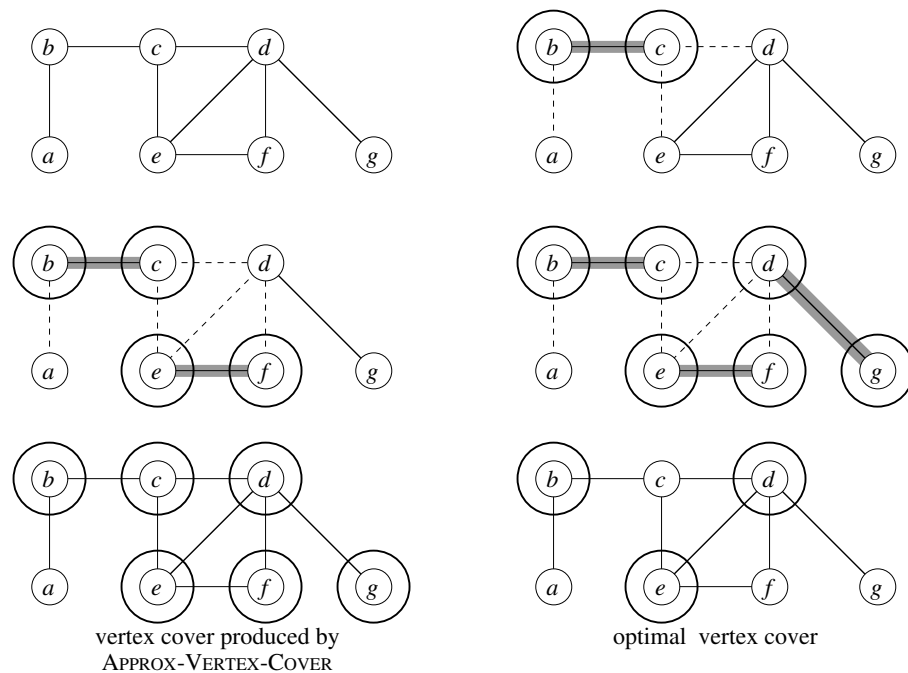 b c d
a e f g
b c d
a e f g
b c d
a e f g
b c d
a e f g
b c d
a e f g
vertex cover produced by
APPROX-VERTEX-COVER
b c d
a e f g
optimal vertex cover